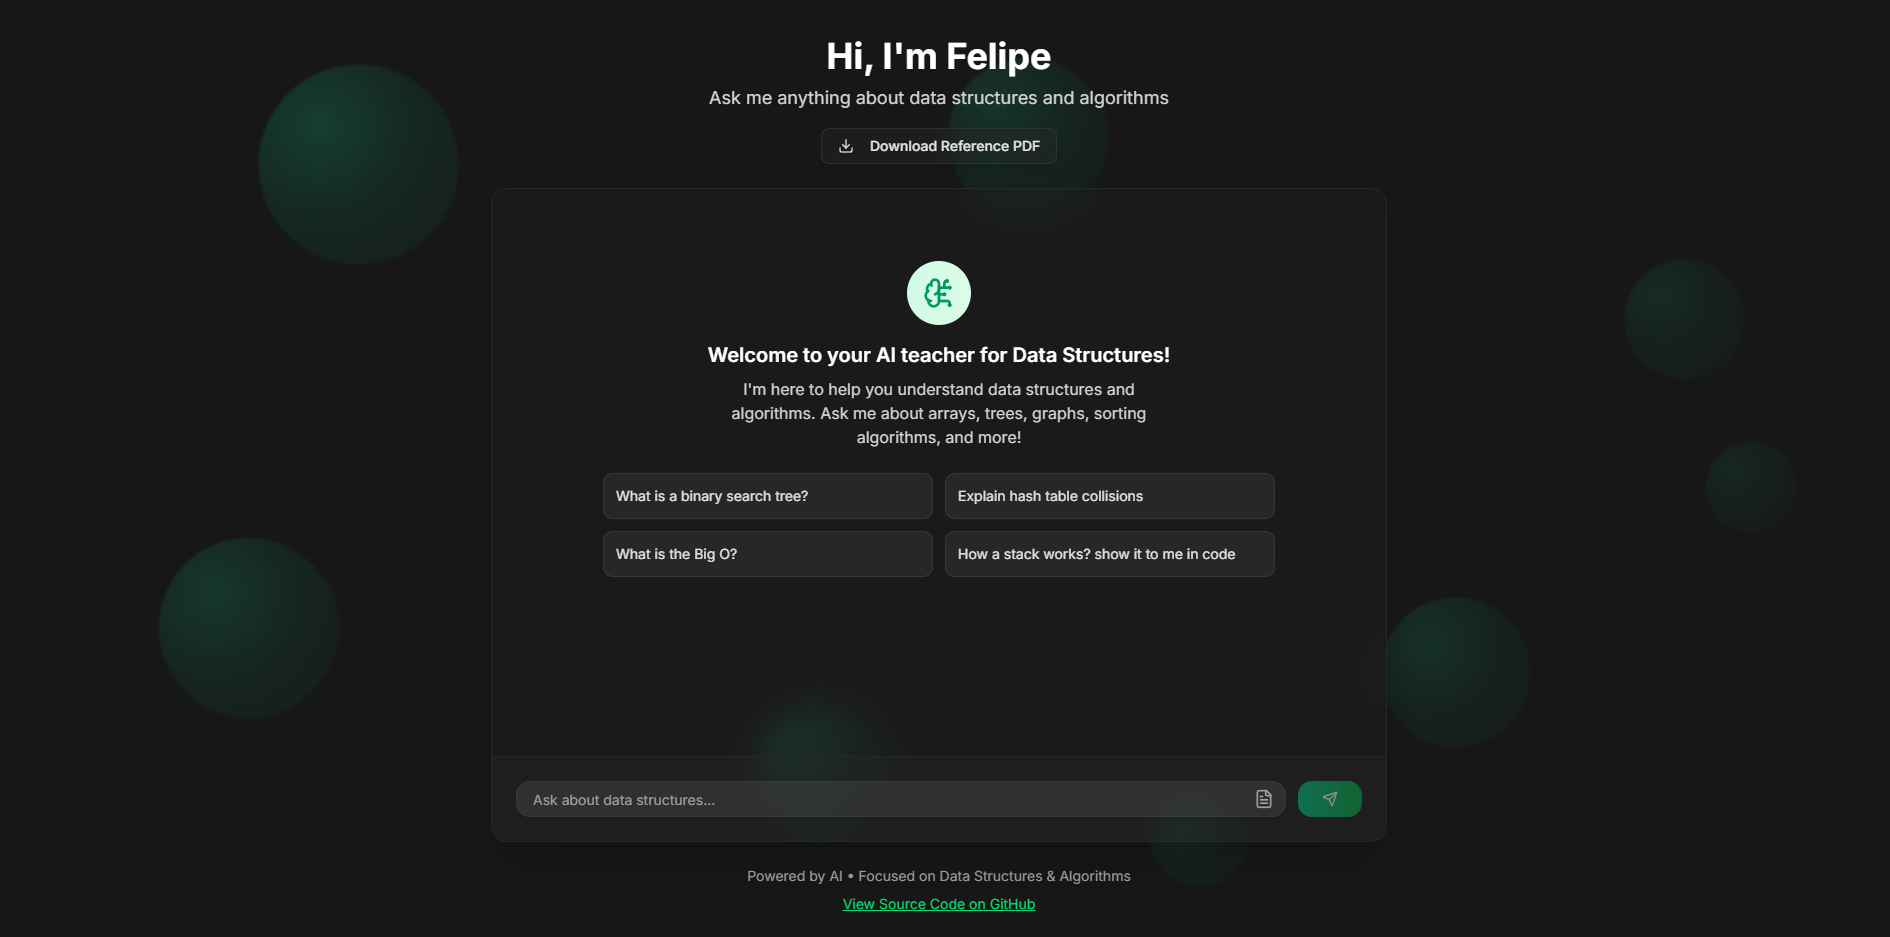 Hi, I'm Felipe
Ask me anything about data structures and algorithms
Download Reference PDF
Welcome to your AI teacher for Data Structures!
I'm here to help you understand data structures and
algorithms. Ask me about arrays, trees, graphs, sorting
algorithms, and more!
What is a binary search tree?
Explain hash table collisions
What is the Big O?
How a stack works? show it to me in code
Ask about data structures...
Powered by AI • Focused on Data Structures & Algorithms
View Source Code on GitHub